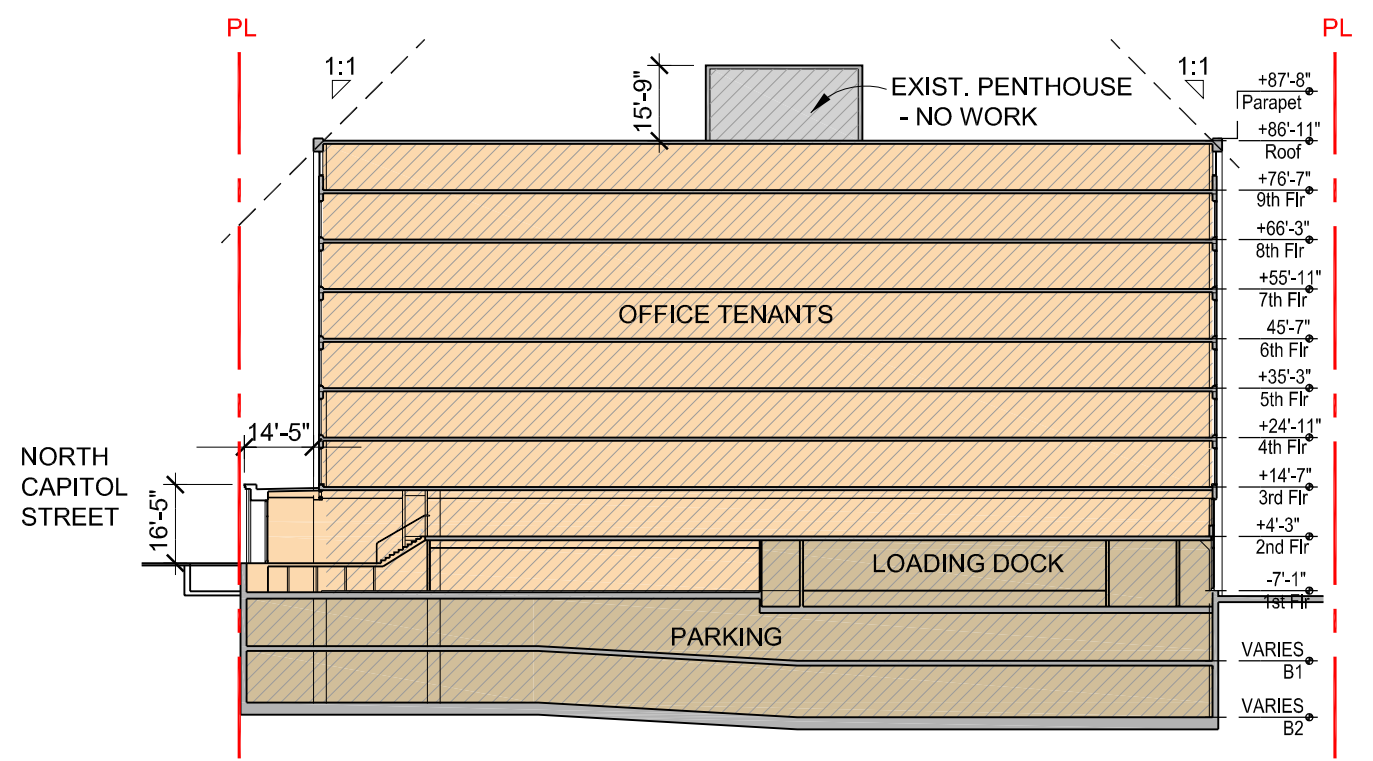 PL
PL
1:1
1:1
15'-9"
EXIST. PENTHOUSE
- NO WORK
+87'-8"
Parapet
+86'-11"
Roof
+76'-7"
9th Flr
+66'-3"
8th Flr
+55'-11"
7th Flr
OFFICE TENANTS
45'-7"
6th Flr
+35'-3"
5th Flr
14'-5"
+24'-11"
4th Flr
NORTH
CAPITOL
STREET
16'-5"
+14'-7"
3rd Flr
+4'-3"
2nd Flr
LOADING DOCK
-7'-1"
1st Flr
PARKING
VARIES
B1
VARIES
B2